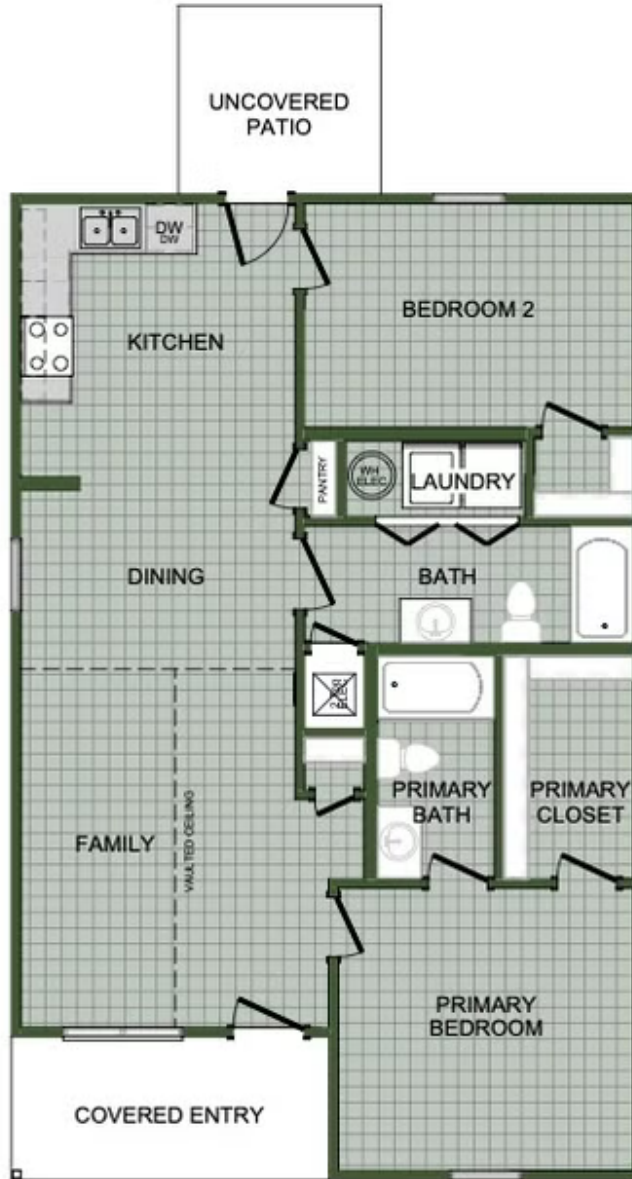 UNCOVERED
PATIO
DW
DW
KITCHEN
BEDROOM 2
PANTRY
WH
ELEC
LAUNDRY
DINING
BATH
ELEC
PRIMARY
BATH
PRIMARY
CLOSET
FAMILY
VAULTED CEILING
PRIMARY
BEDROOM
COVERED ENTRY